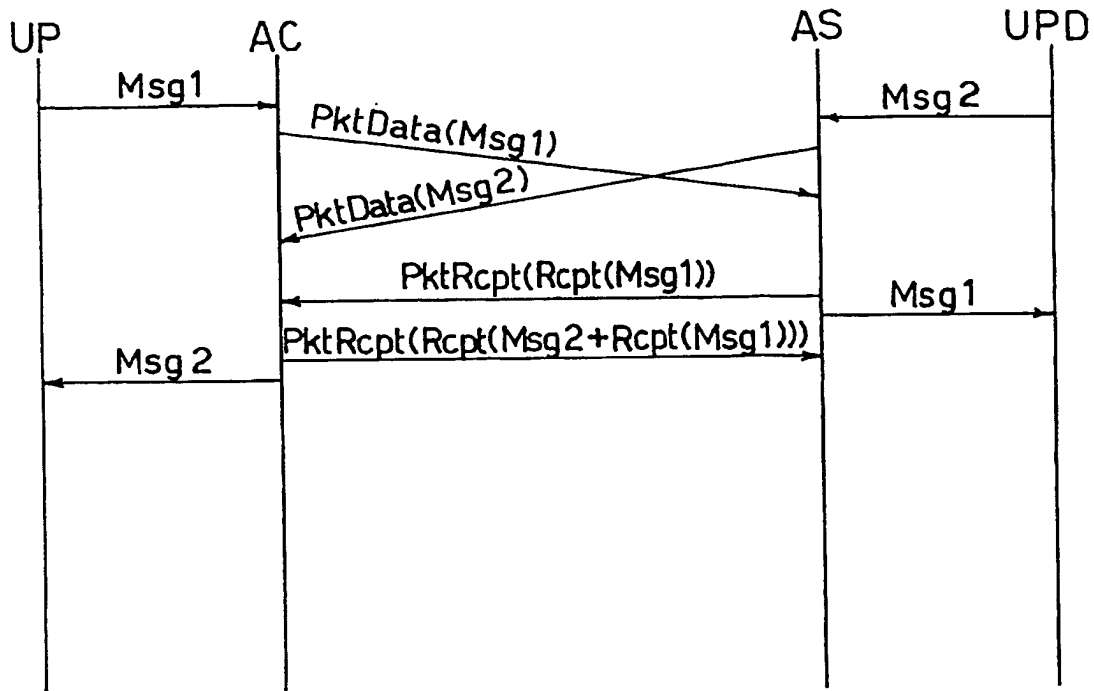 UP AC AS UPD
Msg1
Msg2
PktData(Msg1)
PktData(Msg2)
PktRcpt(Rcpt(Msg1))
Msg1
PktRcpt(Rcpt(Msg2+Rcpt(Msg1)))
Msg2